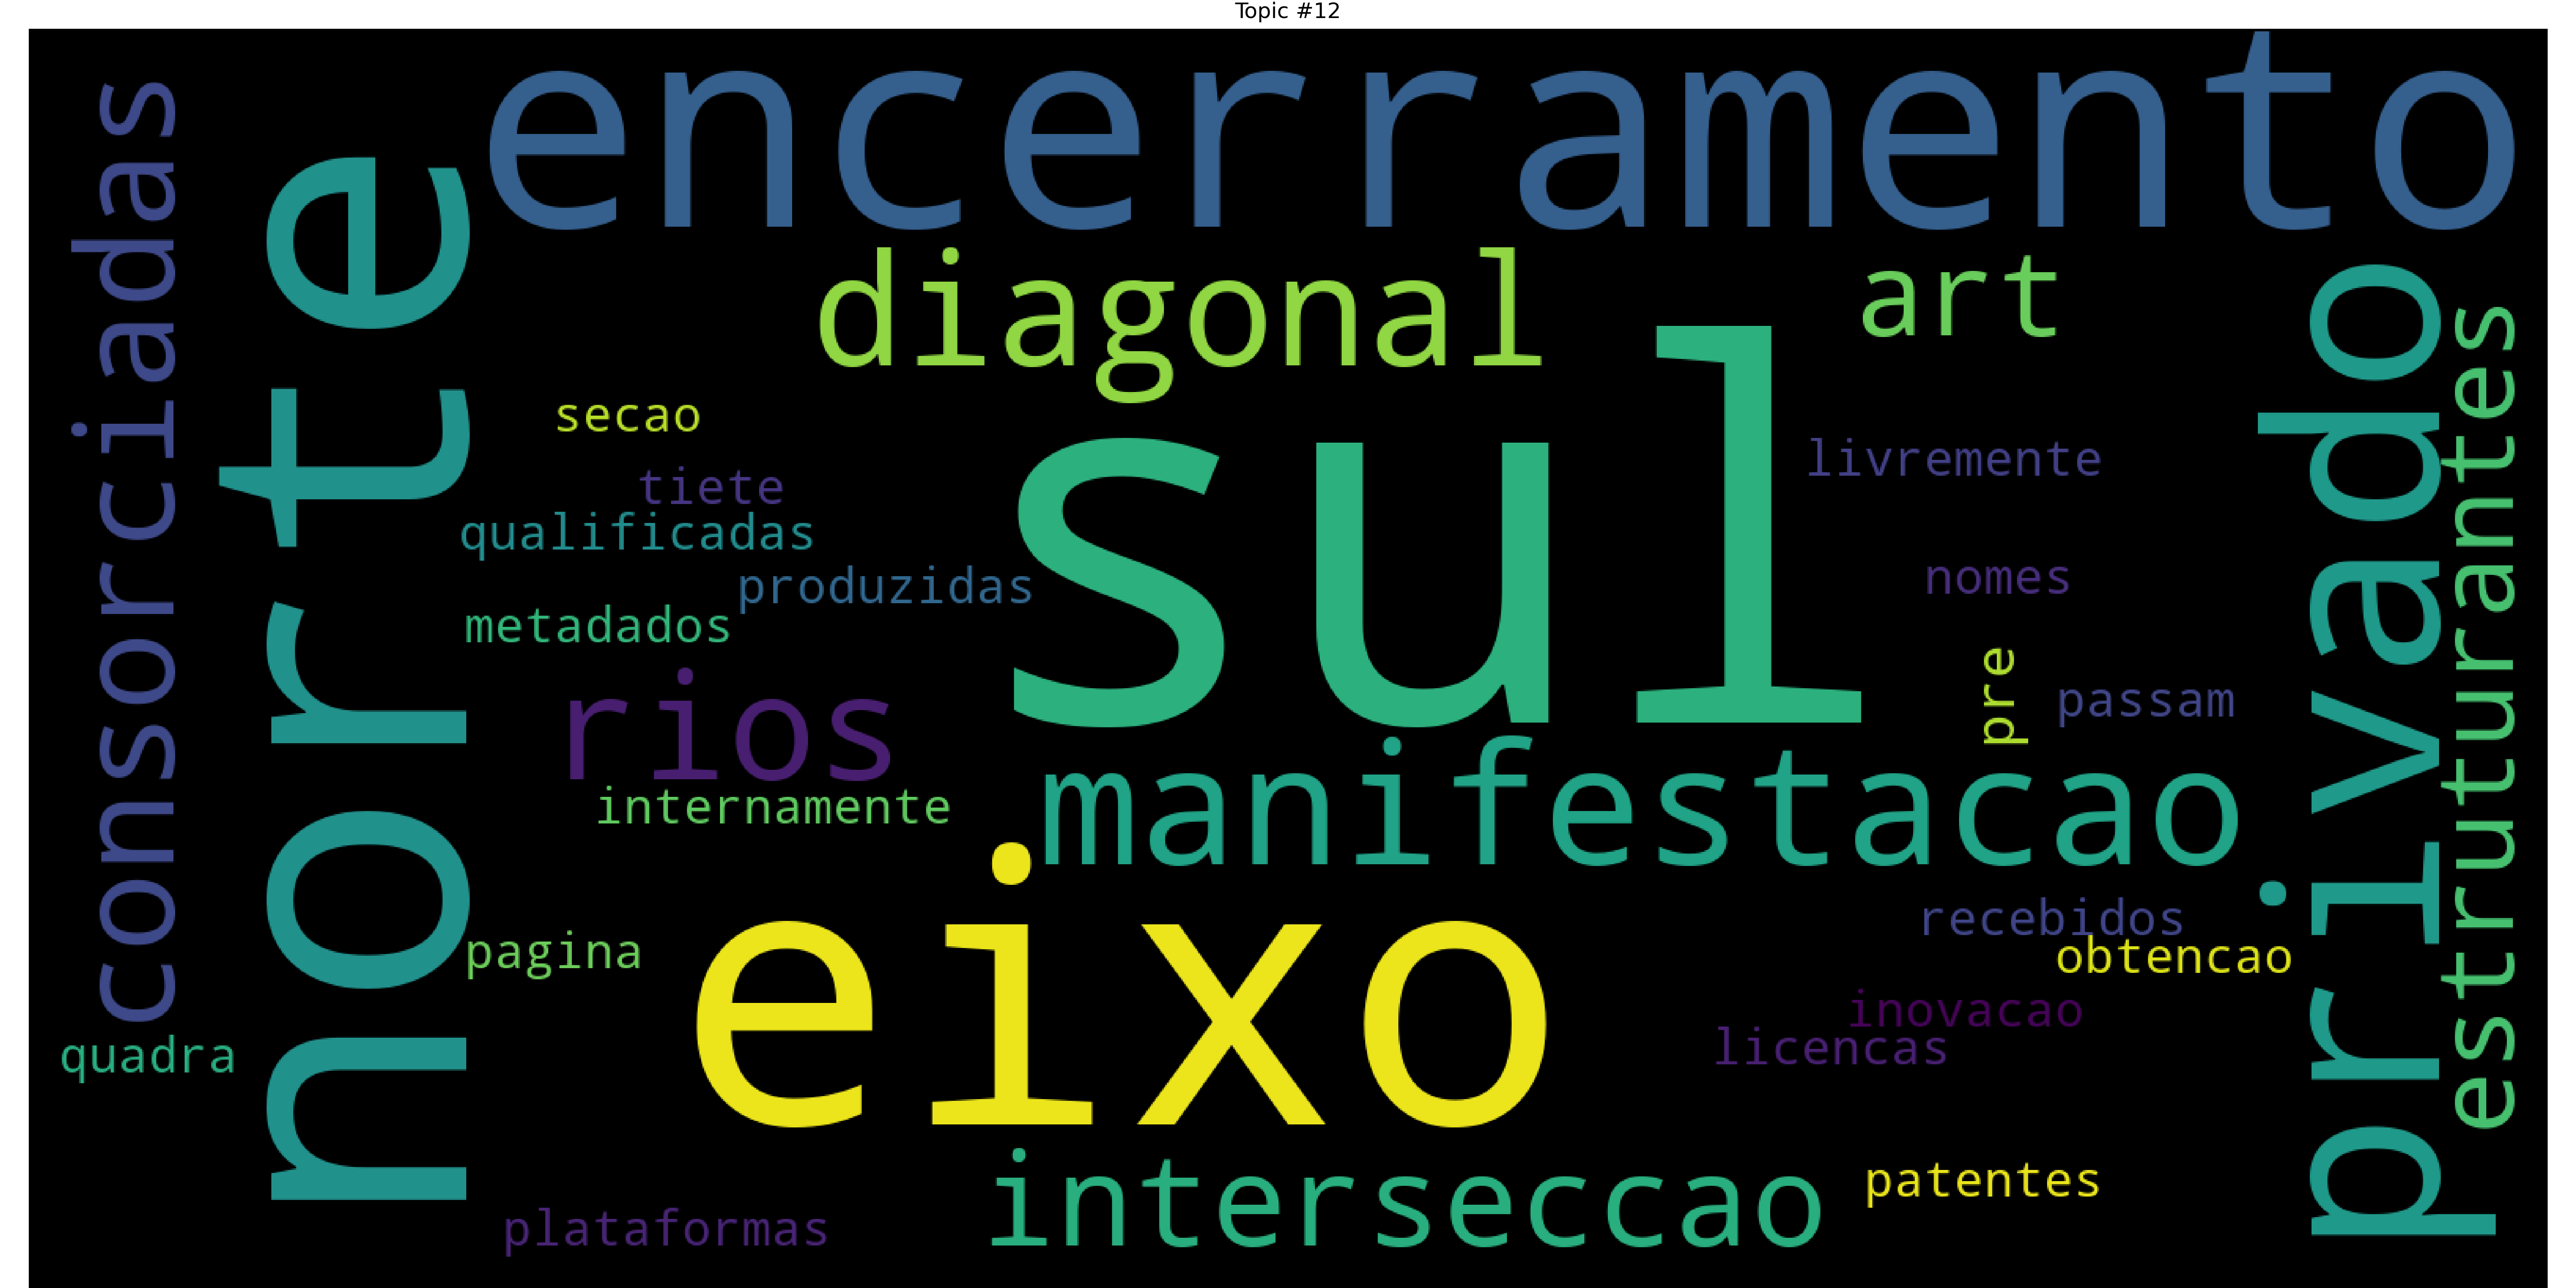 Topic #12
encerramento
consorciadas
norte
diagonal
art
privado
estruturantes
sul
secao
livremente
tiete
qualificadas
produzidas
nomes
metadados
pre
passam
rios
manifestacao
internamente
eixo
recebidos
pagina
obtencao
inovacao
licencas
quadra
interseccao
patentes
plataformas